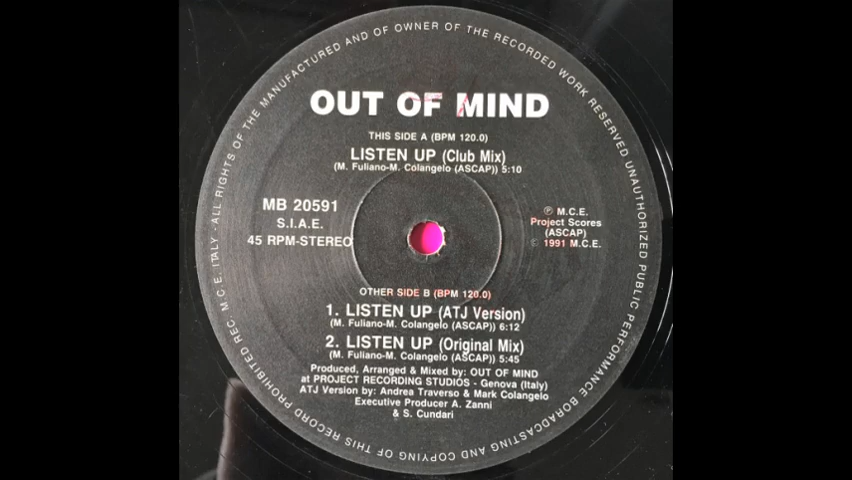 ALL RIGHTS OF THE MANUFACTURED AND OF OWNER OF THE RECORDED WORK RESERVED UNAUTHORIZED PUBLIC PERFORMANCE BORADCASTING AND COPYING OF THIS RECORD PROHIBITED REC. M C E. ITALY -
OUT OF MIND
THIS SIDE A (BPM 120.0)
LISTEN UP (Club Mix)
(M. Fuliano-M. Colangelo (ASCAP)) 5:10
MB 20591
S.I.A.E.
45 RPM-STEREO
℗ M.C.E.
Project Scores
(ASCAP)
© 1991 M.C.E.
OTHER SIDE B (BPM 120.0)
1. LISTEN UP (ATJ Version)
(M. Fuliano-M. Colangelo (ASCAP)) 6:12
2. LISTEN UP (Original Mix)
(M. Fuliano-M. Colangelo (ASCAP)) 5:45
Produced, Arranged & Mixed by: OUT OF MIND
at PROJECT RECORDING STUDIOS - Genova (Italy)
ATJ Version by: Andrea Traverso & Mark Colangelo
Executive Producer A. Zanni
& S. Cundari